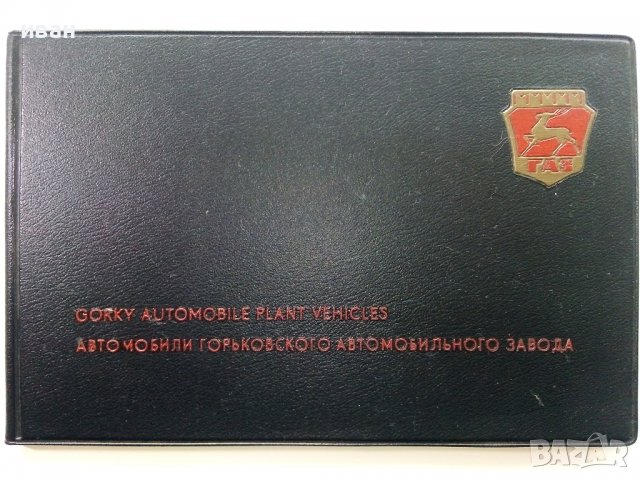 иван
ГАЗ
GORKY AUTOMOBILE PLANT VEHICLES
АВТОМОБИЛИ ГОРЬКОВСКОГО АВТОМОБИЛЬНОГО ЗАВОДА
BAZAR